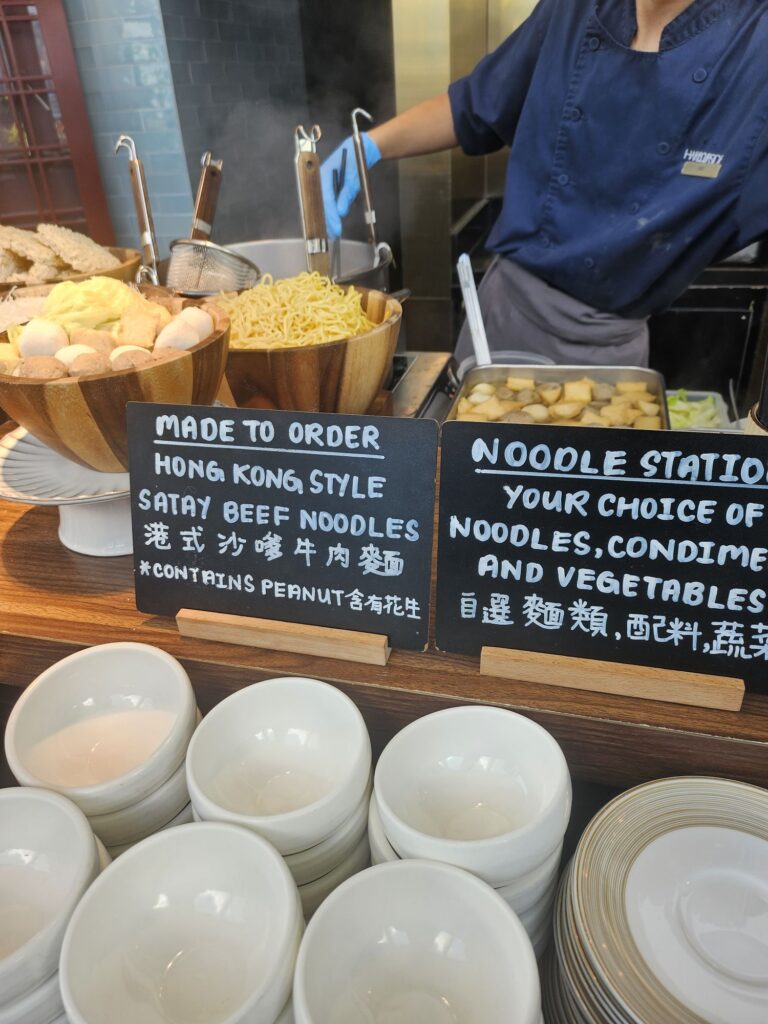 MADE TO ORDER
HONG KONG STYLE
SATAY BEEF NOODLES
港式沙嗲牛肉麵
*CONTAINS PEANUT 含有花生
NOODLE STATIO
YOUR CHOICE OF
NOODLES, CONDIME
AND VEGETABLES
自選麵類,配料,蔬菜